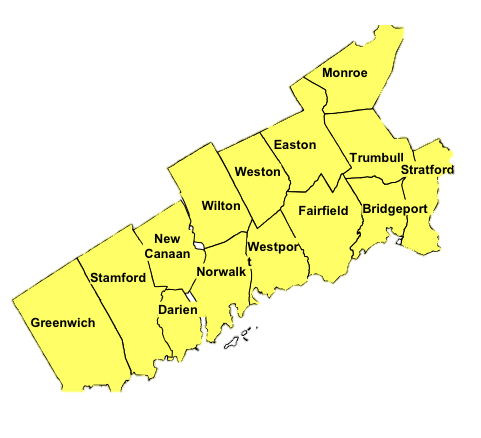 Monroe
Easton
Trumbull
Stratford
Weston
Wilton
Fairfield
Bridgeport
New
Canaan
Westpor
t
Norwalk
Stamford
Darien
Greenwich